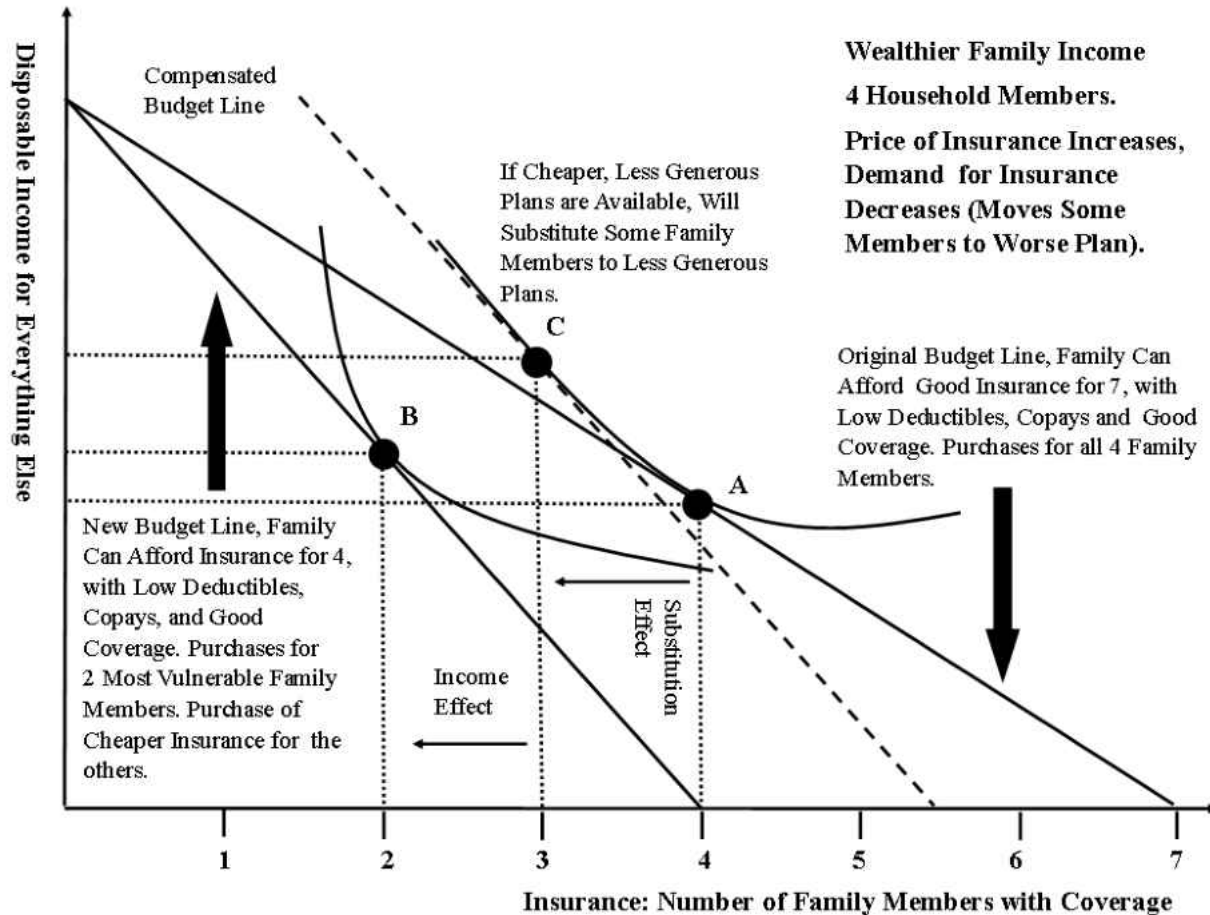 Disposable Income for Everything Else
Compensated
Budget Line
Wealthier Family Income
4 Household Members.
Price of Insurance Increases,
Demand for Insurance
Decreases (Moves Some
Members to Worse Plan).
If Cheaper, Less Generous
Plans are Available, Will
Substitute Some Family
Members to Less Generous
Plans.
C
B
A
Original Budget Line, Family Can
Afford Good Insurance for 7, with
Low Deductibles, Copays and Good
Coverage. Purchases for all 4 Family
Members.
New Budget Line, Family
Can Afford Insurance for 4,
with Low Deductibles,
Copays, and Good
Coverage. Purchases for
2 Most Vulnerable Family
Members. Purchase of
Cheaper Insurance for the
others.
Income
Effect
Substitution
Effect
1 2 3 4 5 6 7
Insurance: Number of Family Members with Coverage